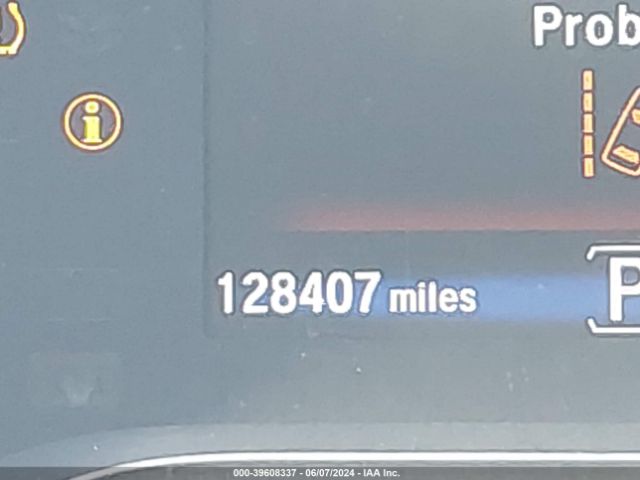 Prob
i
128407 miles
P
000-39608337 - 06/07/2024 - IAA Inc.